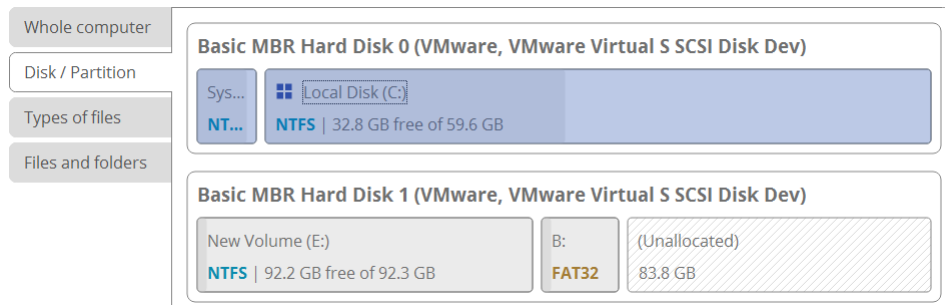 Whole computer
Disk / Partition
Types of files
Files and folders
Basic MBR Hard Disk 0 (VMware, VMware Virtual S SCSI Disk Dev)
Sys... Local Disk (C:)
NT... NTFS | 32.8 GB free of 59.6 GB
Basic MBR Hard Disk 1 (VMware, VMware Virtual S SCSI Disk Dev)
New Volume (E:) B: (Unallocated)
NTFS | 92.2 GB free of 92.3 GB FAT32 83.8 GB